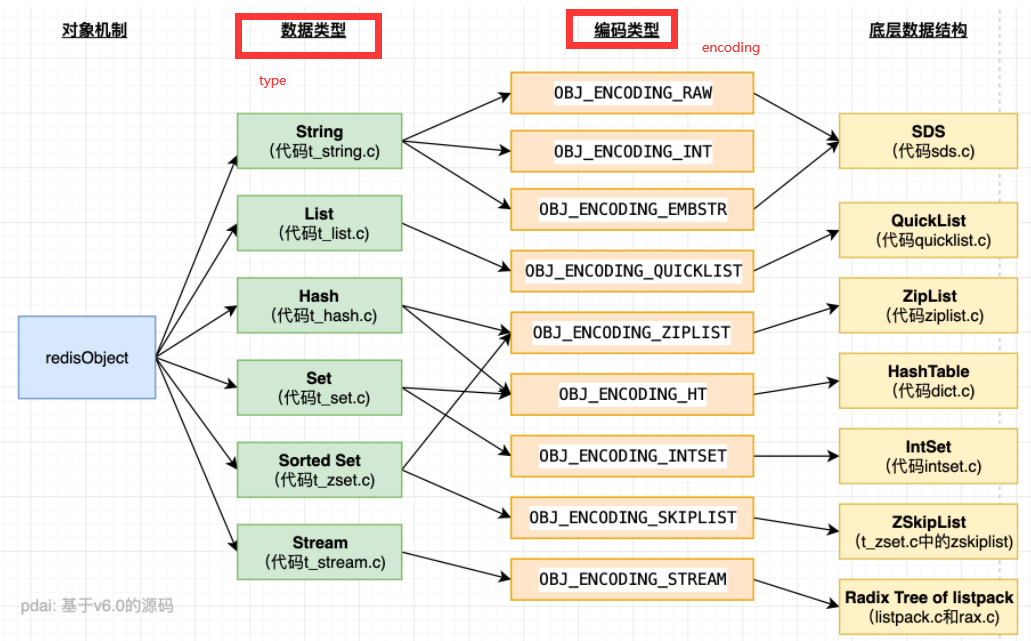 对象机制
数据类型
编码类型
底层数据结构
type
encoding
redisObject
String
（代码t_string.c）
List
（代码t_list.c）
Hash
（代码t_hash.c）
Set
（代码t_set.c）
Sorted Set
（代码t_zset.c）
Stream
（代码t_stream.c）
OBJ_ENCODING_RAW
OBJ_ENCODING_INT
OBJ_ENCODING_EMBSTR
OBJ_ENCODING_QUICKLIST
OBJ_ENCODING_ZIPLIST
OBJ_ENCODING_HT
OBJ_ENCODING_INTSET
OBJ_ENCODING_SKIPLIST
OBJ_ENCODING_STREAM
SDS
（代码sds.c）
QuickList
（代码quicklist.c）
ZipList
（代码ziplist.c）
HashTable
（代码dict.c）
IntSet
（代码intset.c）
ZSkipList
（t_zset.c中的zskiplist）
Radix Tree of listpack
（listpack.c和rax.c）
pdai: 基于v6.0的源码